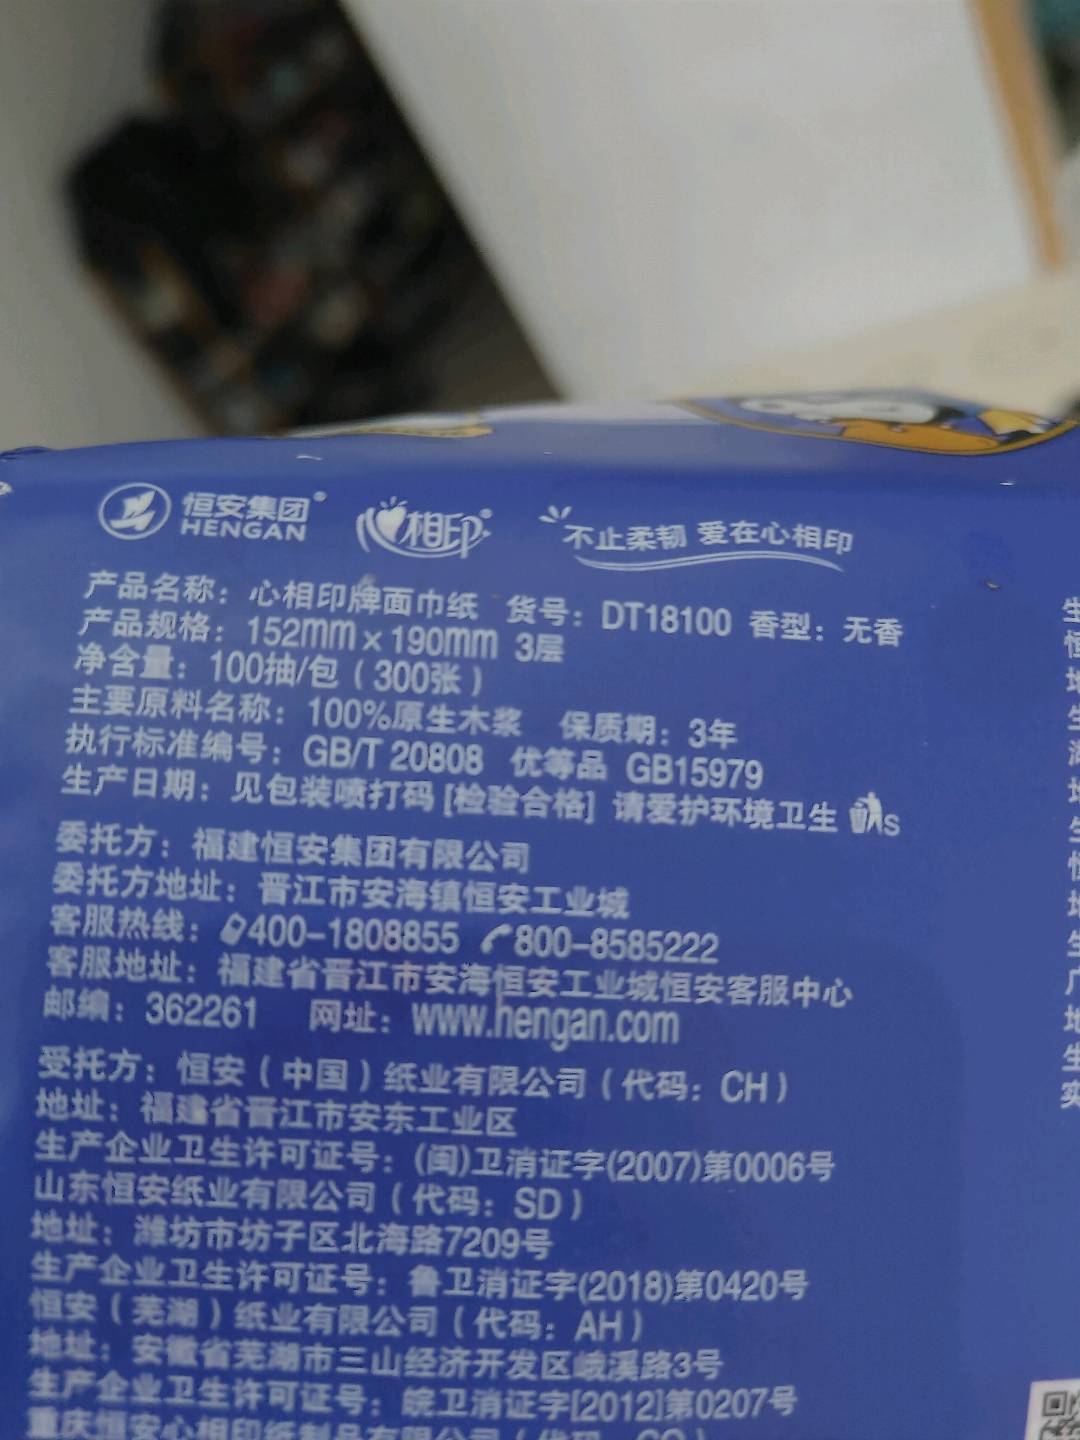 恒安集团®
HENGAN
心相印®
不止柔韧 爱在心相印
产品名称：心相印牌面巾纸 货号：DT18100 香型：无香
产品规格：152mm×190mm 3层
净含量：100抽/包（300张）
主要原料名称：100%原生木浆 保质期：3年
执行标准编号：GB/T 20808 优等品 GB15979
生产日期：见包装喷打码 [检验合格] 请爱护环境卫生 S
委托方：福建恒安集团有限公司
委托方地址：晋江市安海镇恒安工业城
客服热线：400-1808855 800-8585222
客服地址：福建省晋江市安海恒安工业城恒安客服中心
邮编：362261 网址：www.hengan.com
受托方：恒安（中国）纸业有限公司（代码：CH）
地址：福建省晋江市安东工业区
生产企业卫生许可证号：(闽)卫消证字(2007)第0006号
山东恒安纸业有限公司（代码：SD）
地址：潍坊市坊子区北海路7209号
生产企业卫生许可证号：鲁卫消证字(2018)第0420号
恒安（芜湖）纸业有限公司（代码：AH）
地址：安徽省芜湖市三山经济开发区峨溪路3号
生产企业卫生许可证号：皖卫消证字[2012]第0207号
重庆恒安心相印纸制品有限公司（代码：CQ）